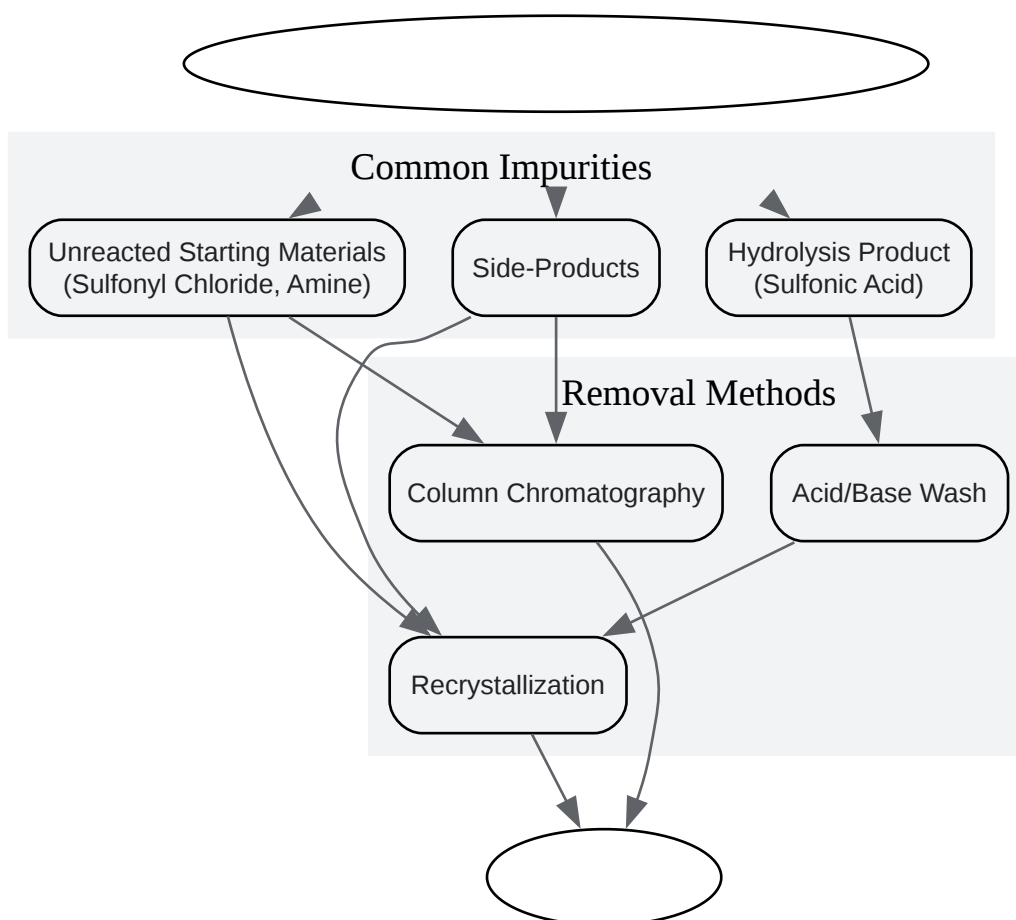 Common Impurities
Unreacted Starting Materials
(Sulfonyl Chloride, Amine)
Side-Products
Hydrolysis Product
(Sulfonic Acid)
Removal Methods
Column Chromatography
Acid/Base Wash
Recrystallization